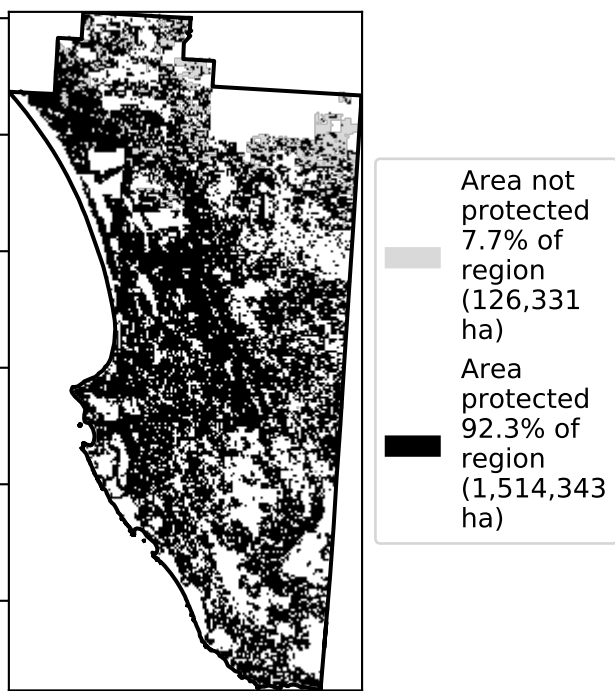 Area not
protected
7.7% of
region
(126,331
ha)
Area
protected
92.3% of
region
(1,514,343
ha)